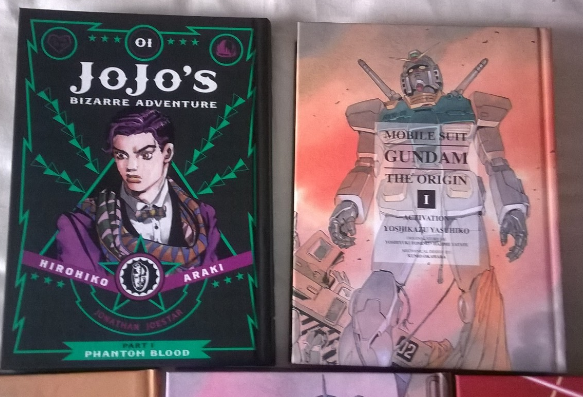 01
JoJo's
BIZARRE ADVENTURE
HIROHIKO ARAKI
JONATHAN JOESTAR
PART 1
PHANTOM BLOOD
MOBILE SUIT
GUNDAM
THE ORIGIN
I
ACTIVATION
YOSHIKAZU YASUHIKO
02